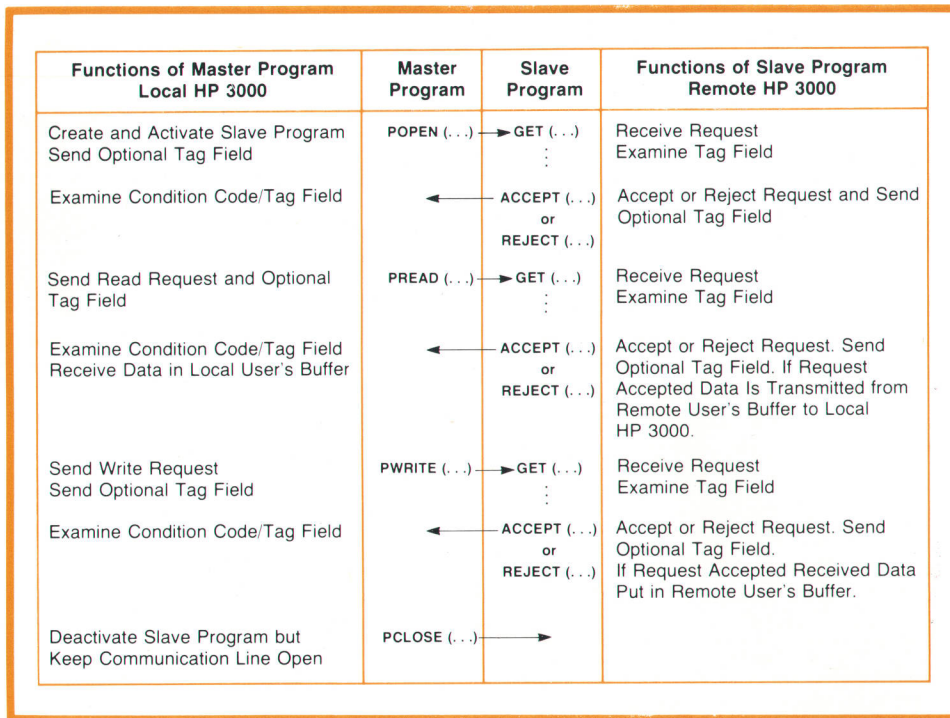 Functions of Master Program Local HP 3000
Master Program
Slave Program
Functions of Slave Program Remote HP 3000
Create and Activate Slave Program
Send Optional Tag Field
POPEN (. . .)
GET (. . .)
Receive Request
Examine Tag Field
Examine Condition Code/Tag Field
ACCEPT (. . .)
or
REJECT (. . .)
Accept or Reject Request and Send
Optional Tag Field
Send Read Request and Optional
Tag Field
PREAD (. . .)
GET (. . .)
Receive Request
Examine Tag Field
Examine Condition Code/Tag Field
Receive Data in Local User's Buffer
ACCEPT (. . .)
or
REJECT (. . .)
Accept or Reject Request. Send
Optional Tag Field. If Request
Accepted Data Is Transmitted from
Remote User's Buffer to Local
HP 3000.
Send Write Request
Send Optional Tag Field
PWRITE (. . .)
GET (. . .)
Receive Request
Examine Tag Field
Examine Condition Code/Tag Field
ACCEPT (. . .)
or
REJECT (. . .)
Accept or Reject Request. Send
Optional Tag Field.
If Request Accepted Received Data
Put in Remote User's Buffer.
Deactivate Slave Program but
Keep Communication Line Open
PCLOSE (. . .)